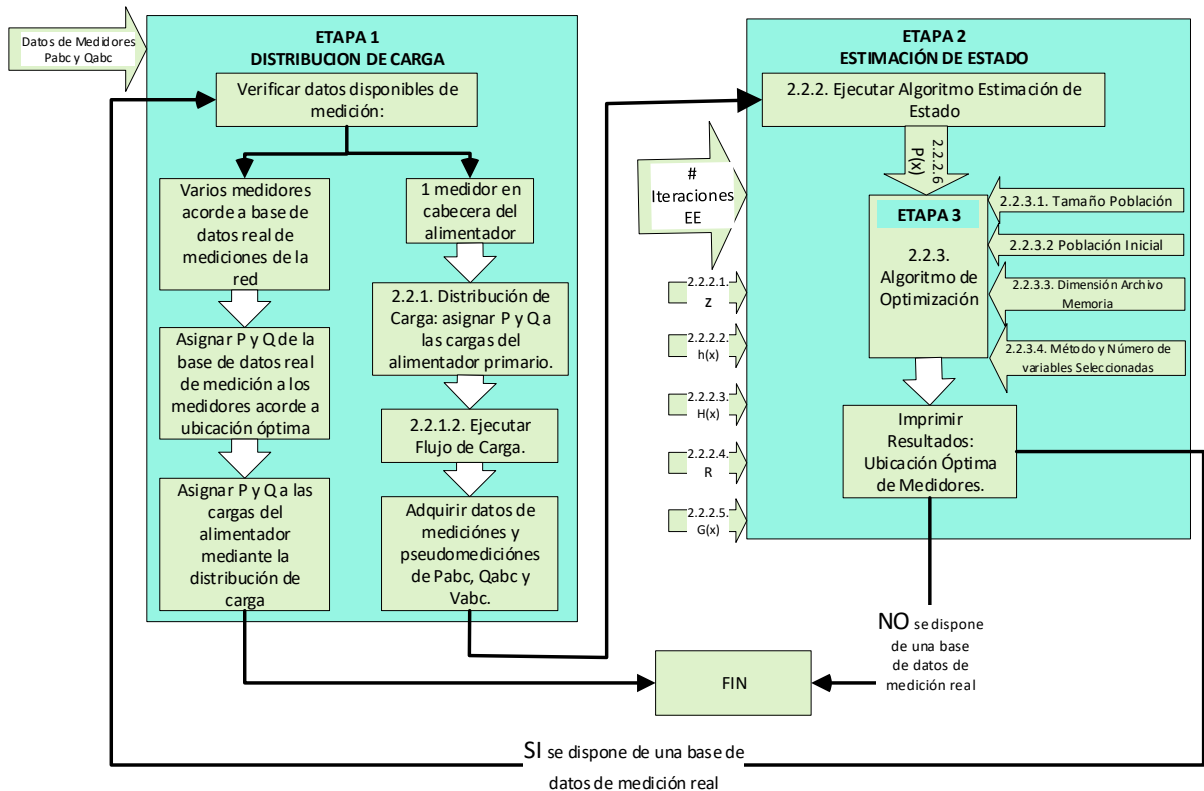 Datos de Medidores
Pabc y Qabc
ETAPA 1
DISTRIBUCION DE CARGA
Verificar datos disponibles de
medición:
Varios medidores
acorde a base de
datos real de
mediciones de la
red
Asignar P y Q de la
base de datos real
de medición a los
medidores acorde a
ubicación óptima
Asignar P y Q a las
cargas del
alimentador
mediante la
distribución de
carga
1 medidor en
cabecera del
alimentador
2.2.1. Distribución de
Carga: asignar P y Q a
las cargas del
alimentador primario.
2.2.1.2. Ejecutar
Flujo de Carga.
Adquirir datos de
mediciónes y
pseudomediciónes
de Pabc, Qabc y
Vabc.
ETAPA 2
ESTIMACIÓN DE ESTADO
2.2.2. Ejecutar Algoritmo Estimación de
Estado
2.2.2.6
P(x)
#
Iteraciones
EE
2.2.2.1.
Z
2.2.2.2.
h(x)
2.2.2.3.
H(x)
2.2.2.4.
R
2.2.2.5.
G(x)
ETAPA 3
2.2.3.
Algoritmo de
Optimización
2.2.3.1. Tamaño Población
2.2.3.2 Población Inicial
2.2.3.3. Dimensión Archivo
Memoria
2.2.3.4. Método y Número de
variables Seleccionadas
Imprimir
Resultados:
Ubicación Óptima
de Medidores.
NO se dispone
de una base
de datos de
medición real
FIN
SI se dispone de una base de
datos de medición real